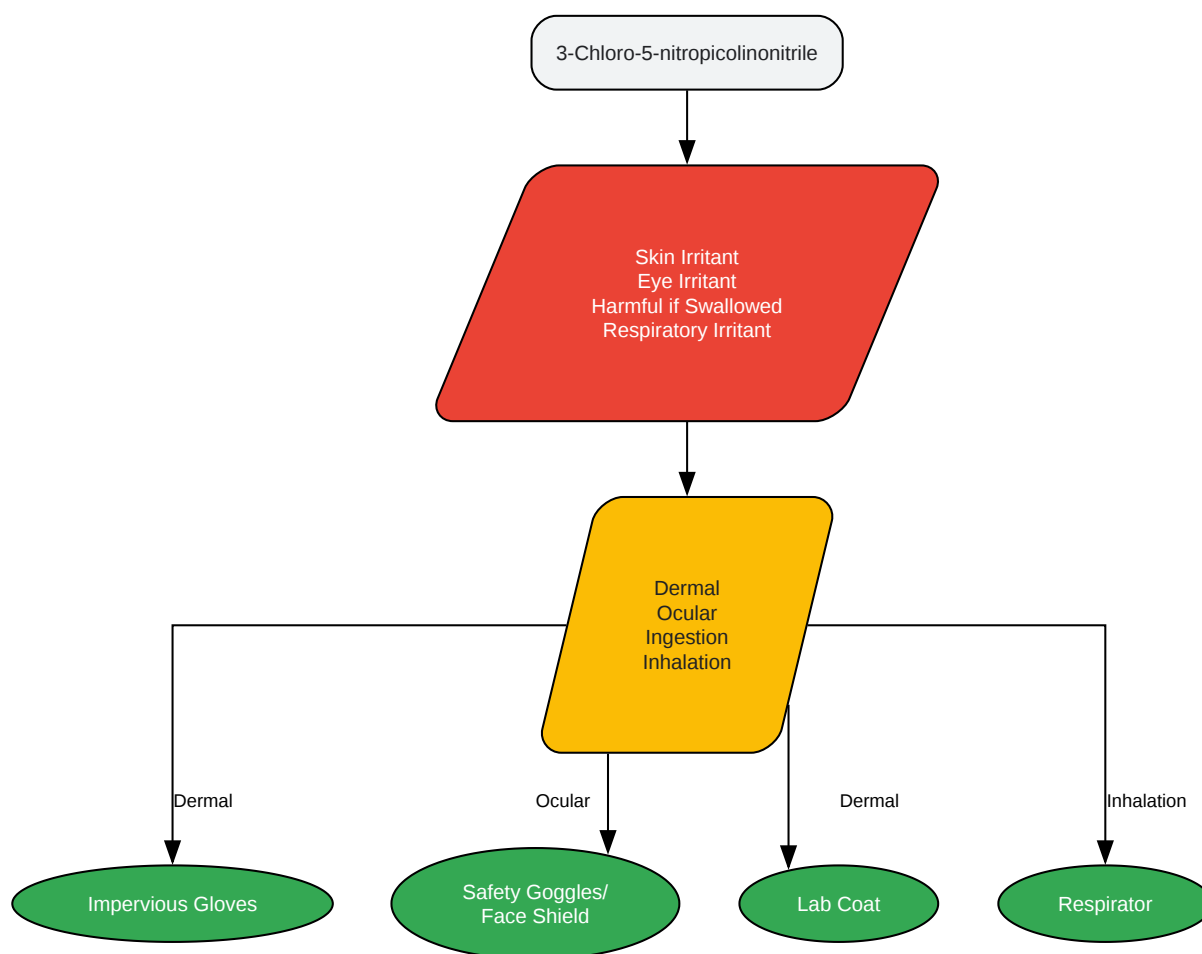 3-Chloro-5-nitropicolinonitrile
Skin Irritant
Eye Irritant
Harmful if Swallowed
Respiratory Irritant
Dermal
Ocular
Ingestion
Inhalation
Dermal
Ocular
Dermal
Inhalation
Impervious Gloves
Safety Goggles/
Face Shield
Lab Coat
Respirator